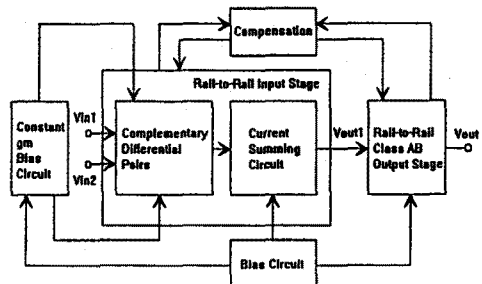 Compensation
Rail-to-Rail Input Stage
Constant
gm
Bias
Circuit
Vin1
Vin2
Complementary
Differential
Pairs
Current
Summing
Circuit
Vout1
Rail-to-Rail
Class AB
Output Stage
Vout
Bias Circuit